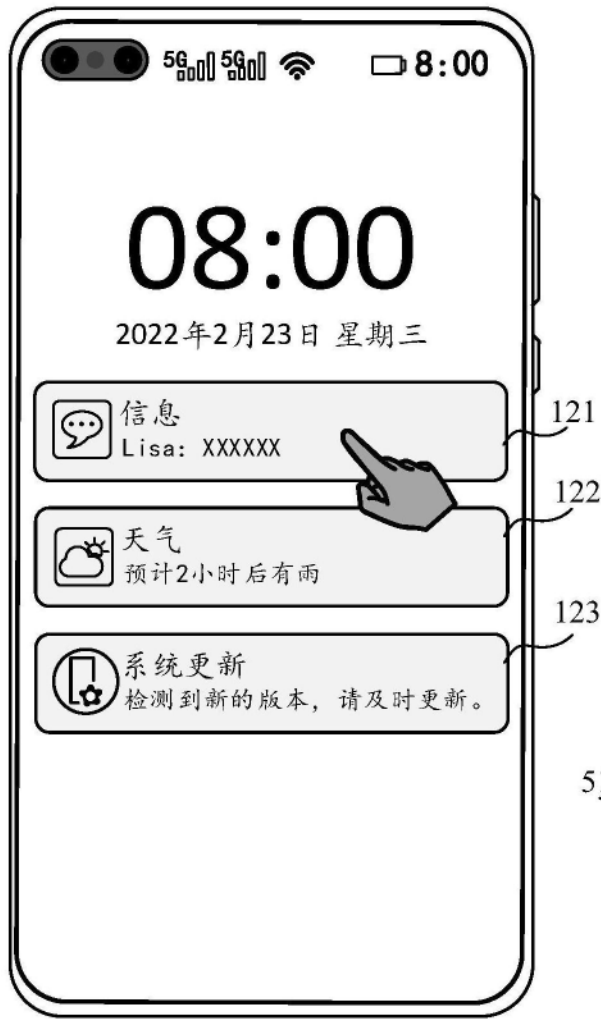 5G 5G 8:00
08:00
2022年2月23日 星期三
信息
Lisa: XXXXXX
121
122
天气
预计2小时后有雨
123
系统更新
检测到新的版本，请及时更新。